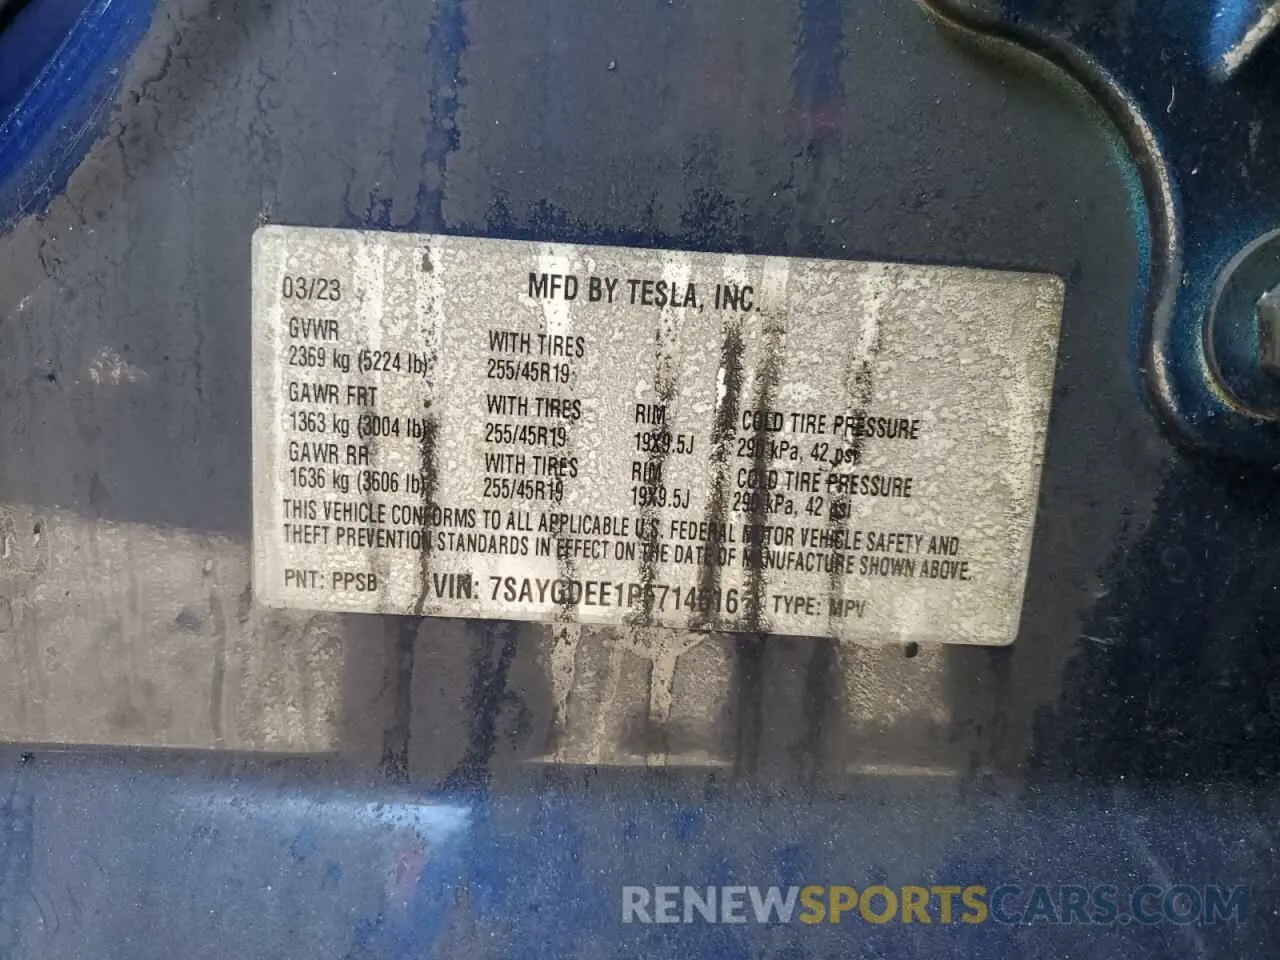 03/23 MFD BY TESLA, INC.
GVWR
2369 kg (5224 lb) WITH TIRES
255/45R19
GAWR FRT
1363 kg (3004 lb) WITH TIRES
255/45R19 RIM
19X9.5J COLD TIRE PRESSURE
290 kPa, 42 psi
GAWR RR
1636 kg (3606 lb) WITH TIRES
255/45R19 RIM
19X9.5J COLD TIRE PRESSURE
290 kPa, 42 psi
THIS VEHICLE CONFORMS TO ALL APPLICABLE U.S. FEDERAL MOTOR VEHICLE SAFETY AND
THEFT PREVENTION STANDARDS IN EFFECT ON THE DATE OF MANUFACTURE SHOWN ABOVE.
PNT: PPSB VIN: TYPE: MPV
RENEWSPORTSCARS.COM